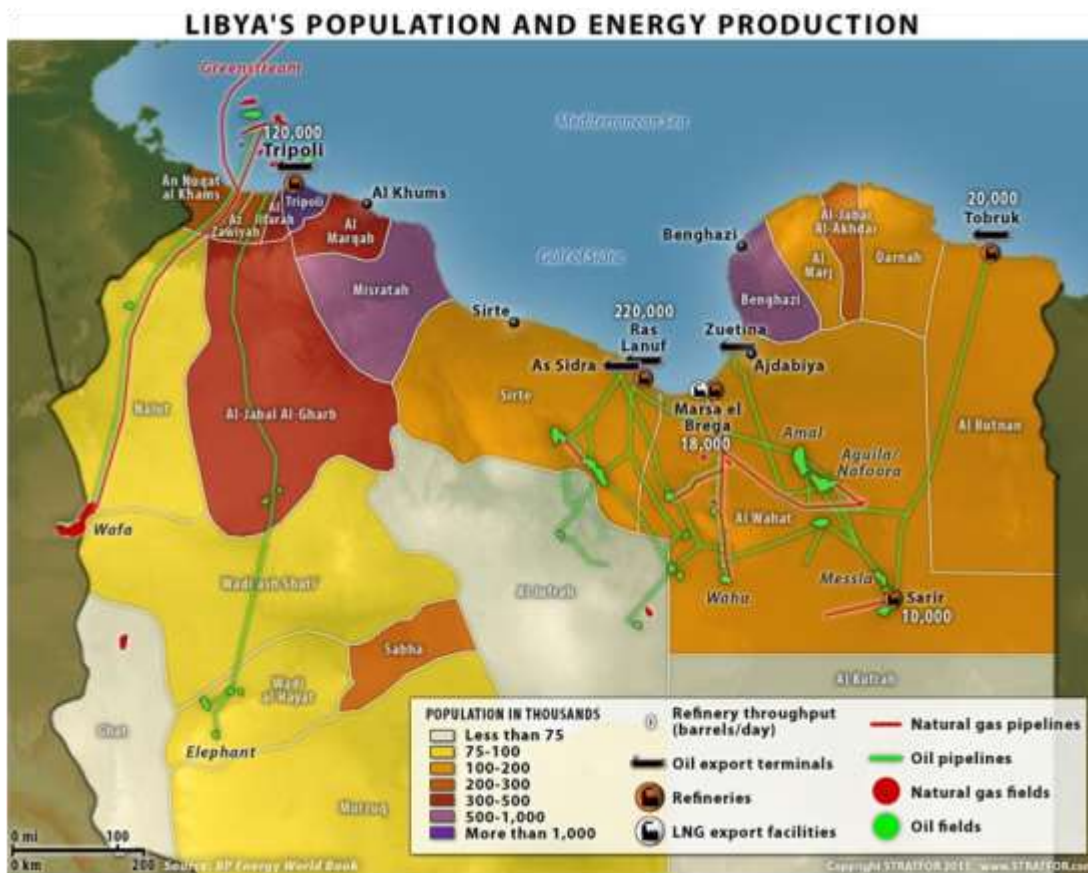 LIBYA'S POPULATION AND ENERGY PRODUCTION
Greenstream
Mediterranean Sea
120,000
Tripoli
An Nuqat
al Khams
Az
Zawiyah
Al
Jifarah
Tripoli
Al Khums
Al
Marqab
Misratah
Gulf of Sidra
Benghazi
Al-Jabal
Al-Akhdar
Al
Marj
Darnah
20,000
Tobruk
Benghazi
Sirte
220,000
Ras
Lanuf
Zuetina
As Sidra
Ajdabiya
Sirte
Marsa el
Brega
18,000
Nalut
Al-Jabal Al-Gharb
Amal
Aguila/
Nafoora
Al Butnan
Wafa
Al Wahat
Wadi ash Shati'
Al Jufrah
Messla
Waha
Sarir
10,000
Sabha
Wadi
al-Hayat
Al Kufrah
Ghat
Elephant
Murzuq
POPULATION IN THOUSANDS
Less than 75
75-100
100-200
200-300
300-500
500-1,000
More than 1,000
0
Refinery throughput
(barrels/day)
Oil export terminals
Refineries
LNG export facilities
Natural gas pipelines
Oil pipelines
Natural gas fields
Oil fields
0 mi 100
0 km 200
Source: BP Energy World Book
Copyright STRATFOR 2011 www.STRATFOR.com